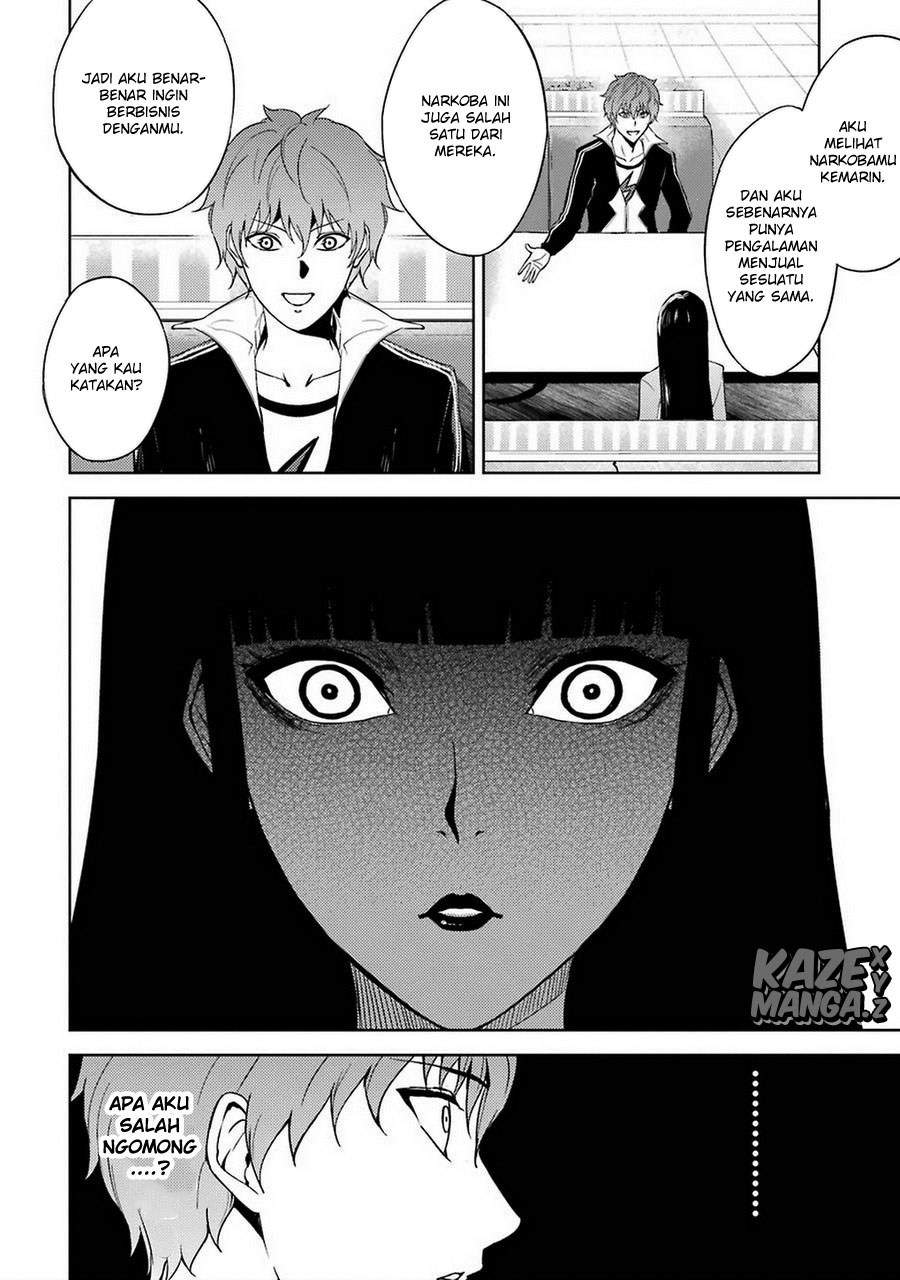 AKU
MELIHAT
NARKOBAMU
KEMARIN.
DAN AKU
SEBENARNYA
PUNYA
PENGALAMAN
MENJUAL
SESUATU
YANG SAMA.
NARKOBA INI
JUGA SALAH
SATU DARI
MEREKA.
JADI AKU BENAR-
BENAR INGIN
BERBISNIS
DENGANMU.
APA
YANG KAU
KATAKAN?
KAZE
MANGA.XYZ
APA AKU
SALAH
NGOMONG
....?